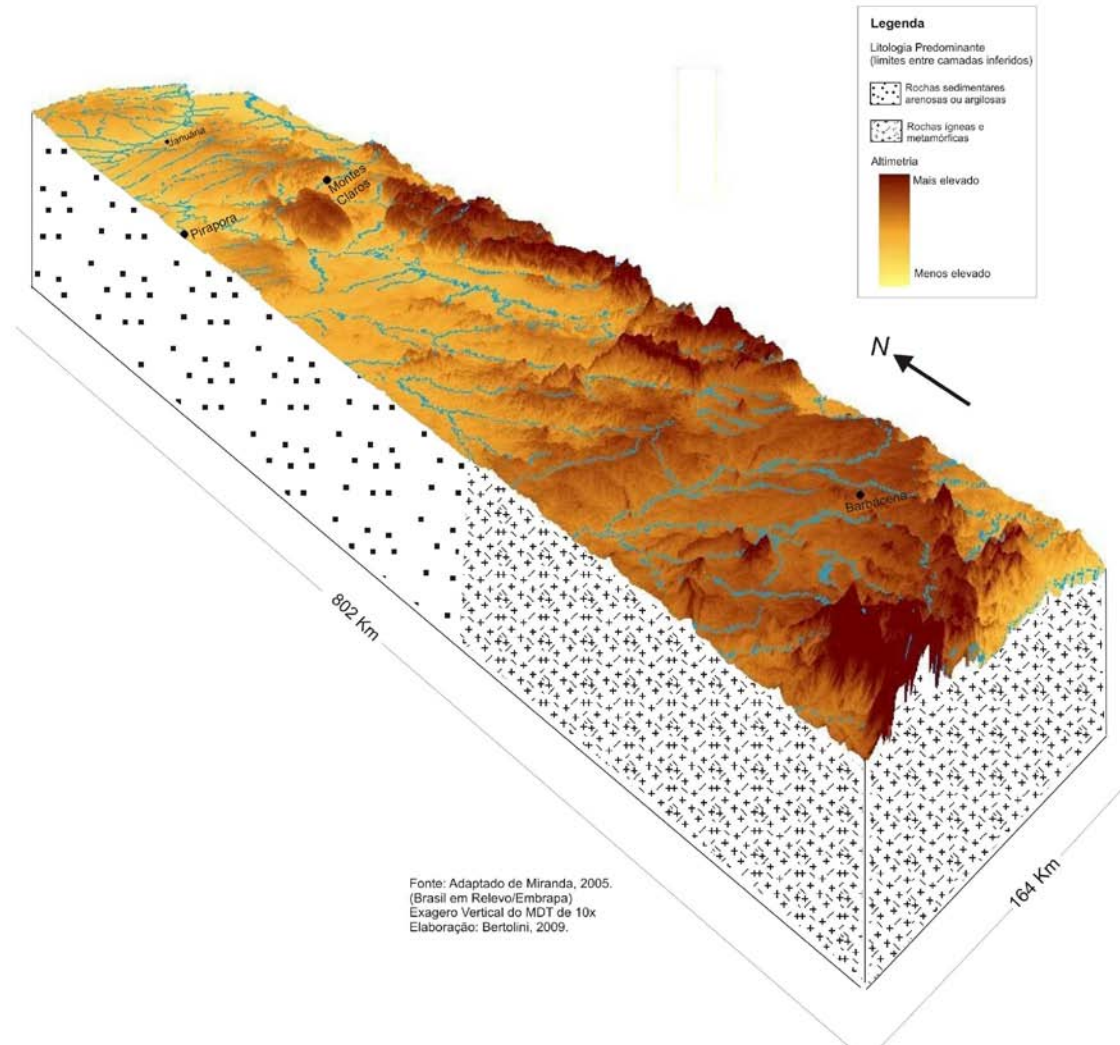 Legenda
Litologia Predominante
(limites entre camadas inferidos)
Rochas sedimentares
arenosas ou argilosas
Rochas ígneas e
metamórficas
Altimetria
Mais elevado
Menos elevado
Januária
Montes
Claros
Pirapora
N
Barbacena
802 Km
164 Km
Fonte: Adaptado de Miranda, 2005.
(Brasil em Relevo/Embrapa)
Exagero Vertical do MDT de 10x
Elaboração: Bertolini, 2009.